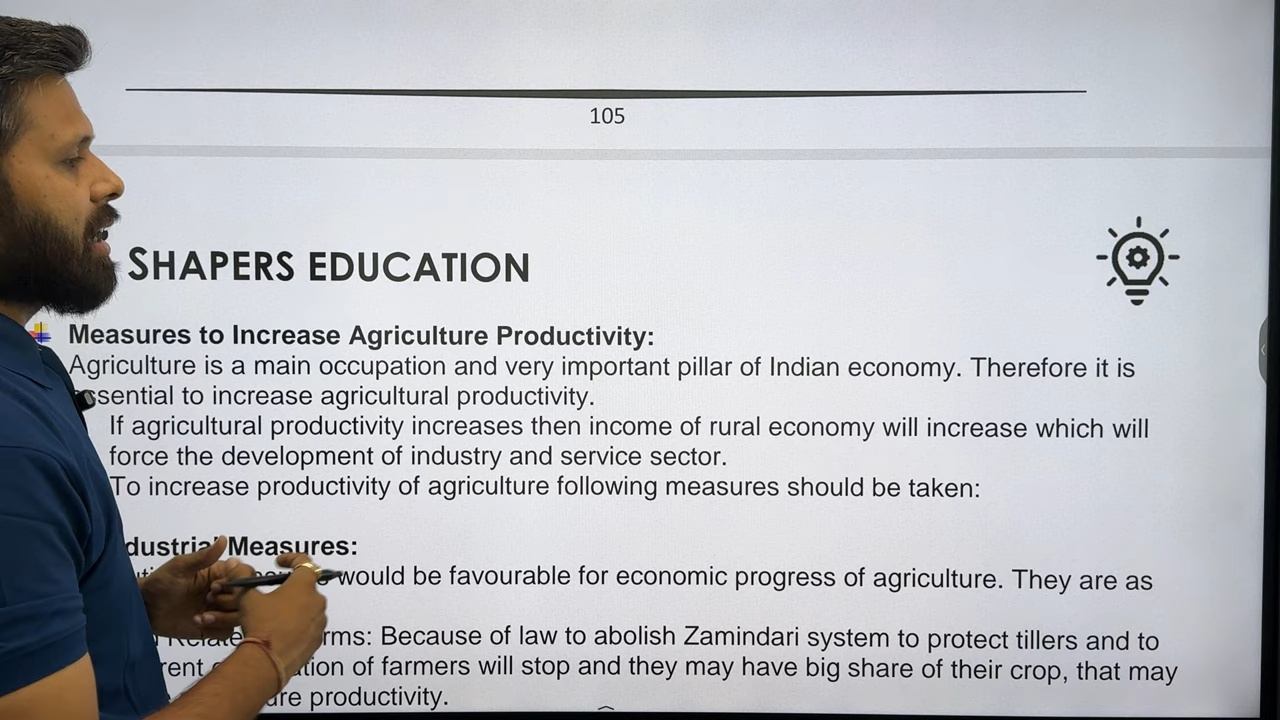 105
SHAPERS EDUCATION
Measures to Increase Agriculture Productivity:
Agriculture is a main occupation and very important pillar of Indian economy. Therefore it is
essential to increase agricultural productivity.
If agricultural productivity increases then income of rural economy will increase which will
force the development of industry and service sector.
To increase productivity of agriculture following measures should be taken:
Measures:
would be favourable for economic progress of agriculture. They are as
Because of law to abolish Zamindari system to protect tillers and to
of farmers will stop and they may have big share of their crop, that may
productivity.